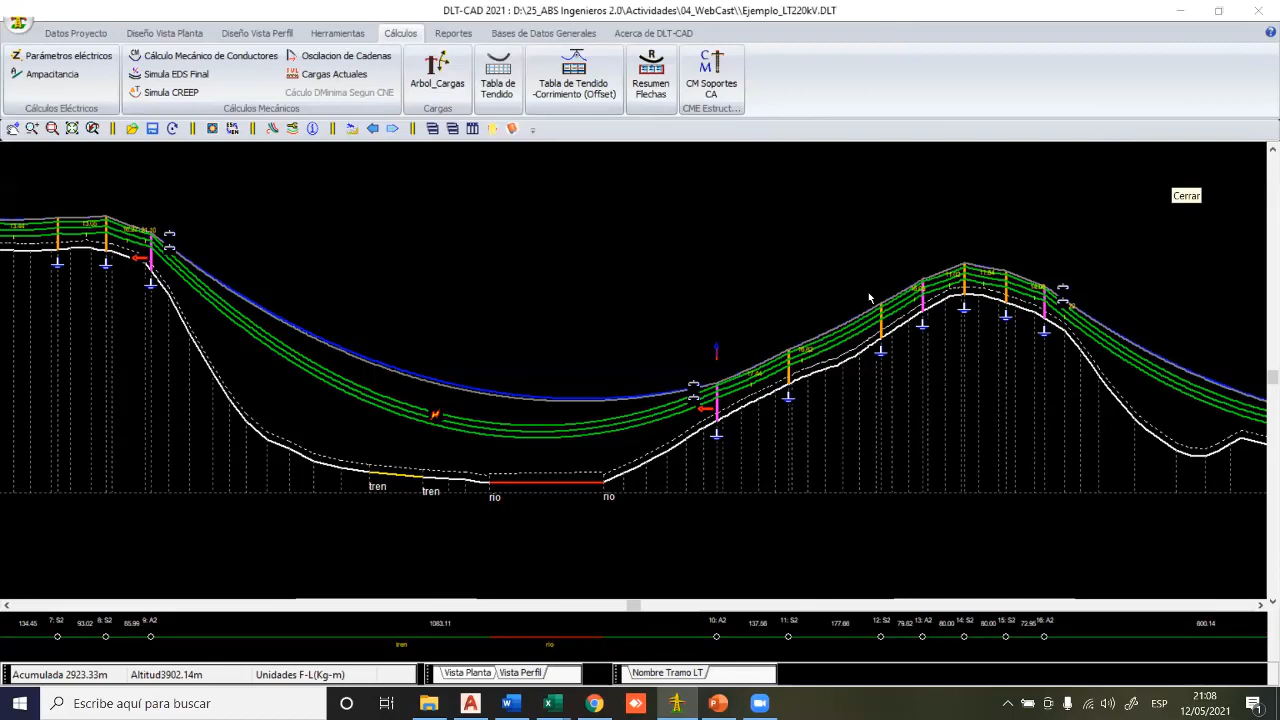 DLT-CAD 2021 : D:\25_ABS Ingenieros 2.0\Actividades\04_WebCast\\Ejemplo_LT220kV.DLT
Datos Proyecto
Diseño Vista Planta
Diseño Vista Perfil
Herramientas
Cálculos
Reportes
Bases de Datos Generales
Acerca de DLT-CAD
Parámetros eléctricos
Ampacitancia
Cálculos Eléctricos
Cálculo Mecánico de Conductores
Simula EDS Final
Simula CREEP
Oscilacion de Cadenas
Cargas Actuales
Cálculo DMinima Segun CNE
Cálculos Mecánicos
Arbol_Cargas
Cargas
Tabla de
Tendido
Tabla de Tendido
-Corrimiento (Offset)
Resumen
Flechas
CM Soportes
CA
CME Estruct...
Cerrar
tren
tren
rio
rio
134.45
7: S2
93.02
8: S2
65.99
9: A2
1083.11
10: A2
137.56
11: S2
177.66
12: S2
79.62
13: A2
80.00
14: S2
80.00
15: S2
72.95
16: A2
600.14
tren
rio
Acumulada 2923.33m
Altitud3902.14m
Unidades F-L(Kg-m)
Vista Planta
Vista Perfil
Nombre Tramo LT
Escribe aquí para buscar
ESP
21:08
12/05/2021